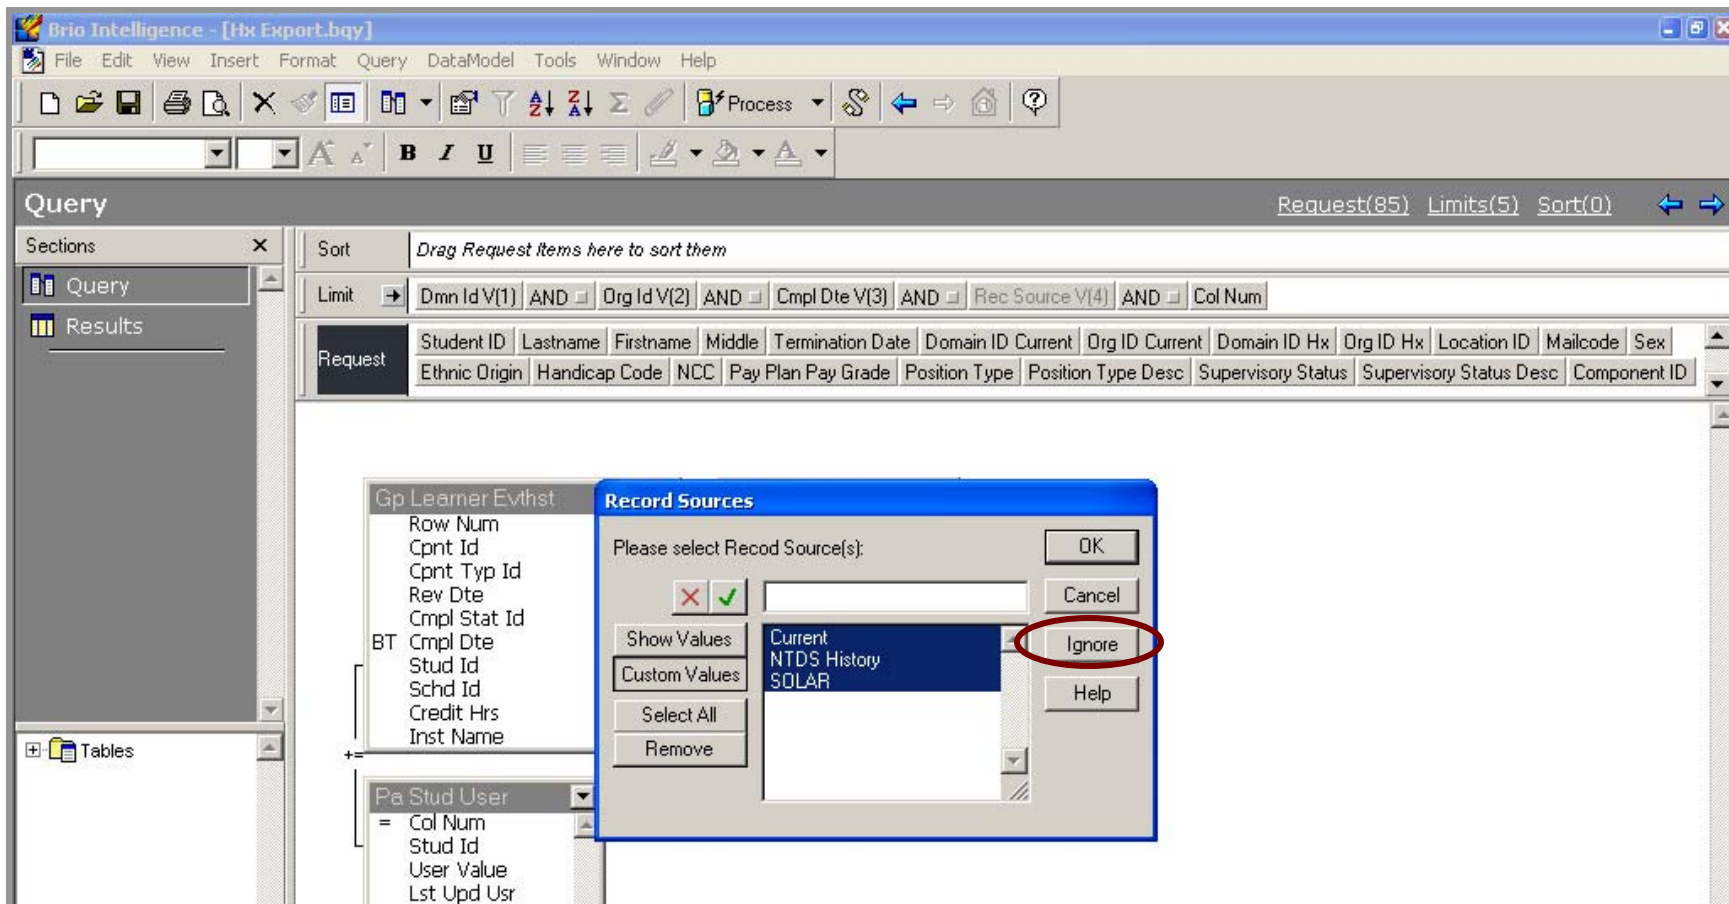 Brio Intelligence - [Hx Export.bqy]
File Edit View Insert Format Query DataModel Tools Window Help
Process
B I U
Query Request(85) Limits(5) Sort(0)
Sections
Query
Results
Tables
Sort Drag Request Items here to sort them
Limit Dmn Id V(1) AND Org Id V(2) AND Cmpl Dte V(3) AND Rec Source V(4) AND Col Num
Request
Student ID Lastname Firstname Middle Termination Date Domain ID Current Org ID Current Domain ID Hx Org ID Hx Location ID Mailcode Sex
Ethnic Origin Handicap Code NCC Pay Plan Pay Grade Position Type Position Type Desc Supervisory Status Supervisory Status Desc Component ID
Gp Learner Evthst
Row Num
Cpnt Id
Cpnt Typ Id
Rev Dte
Cmpl Stat Id
BT Cmpl Dte
Stud Id
Schd Id
Credit Hrs
Inst Name
+=
Pa Stud User
= Col Num
Stud Id
User Value
Lst Upd Usr
Record Sources
Please select Recod Source(s):
OK
Cancel
Ignore
Help
Show Values
Custom Values
Select All
Remove
Current
NTDS History
SOLAR